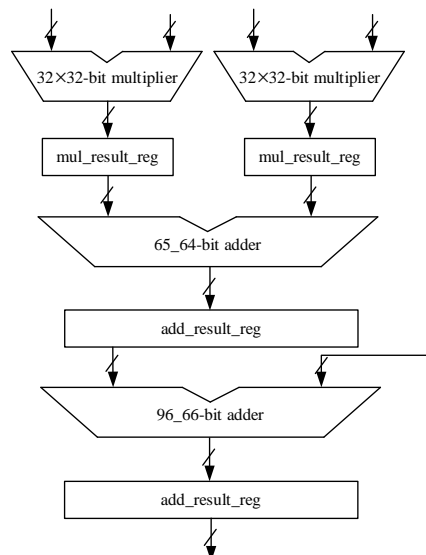 32×32-bit multiplier
32×32-bit multiplier
mul_result_reg
mul_result_reg
65_64-bit adder
add_result_reg
96_66-bit adder
add_result_reg